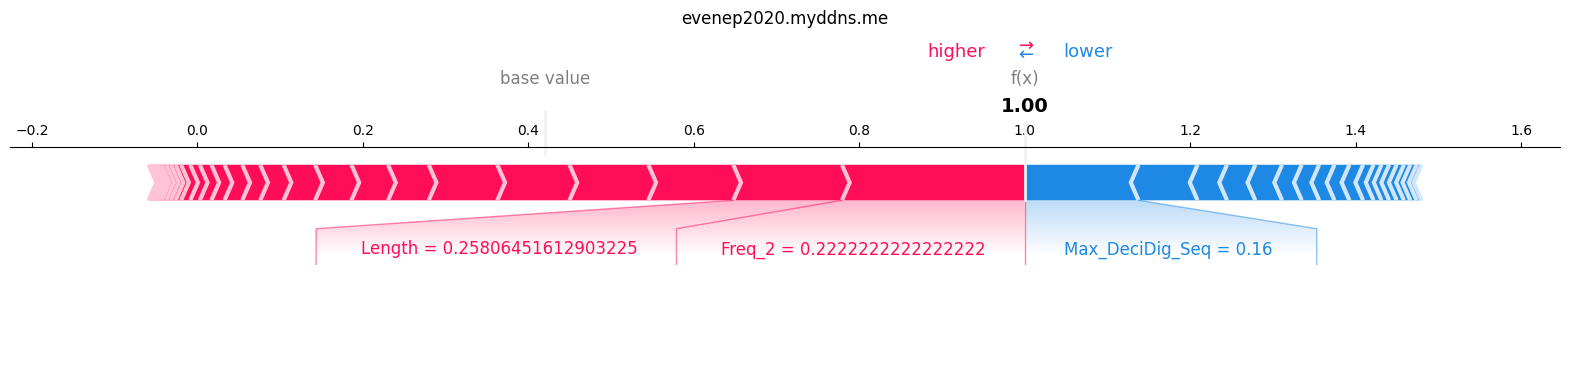 evenep2020.myddns.me
higher ⇄ lower
base value f(x)
1.00
−0.2 0.0 0.2 0.4 0.6 0.8 1.0 1.2 1.4 1.6
Length = 0.25806451612903225 Freq_2 = 0.2222222222222222 Max_DeciDig_Seq = 0.16